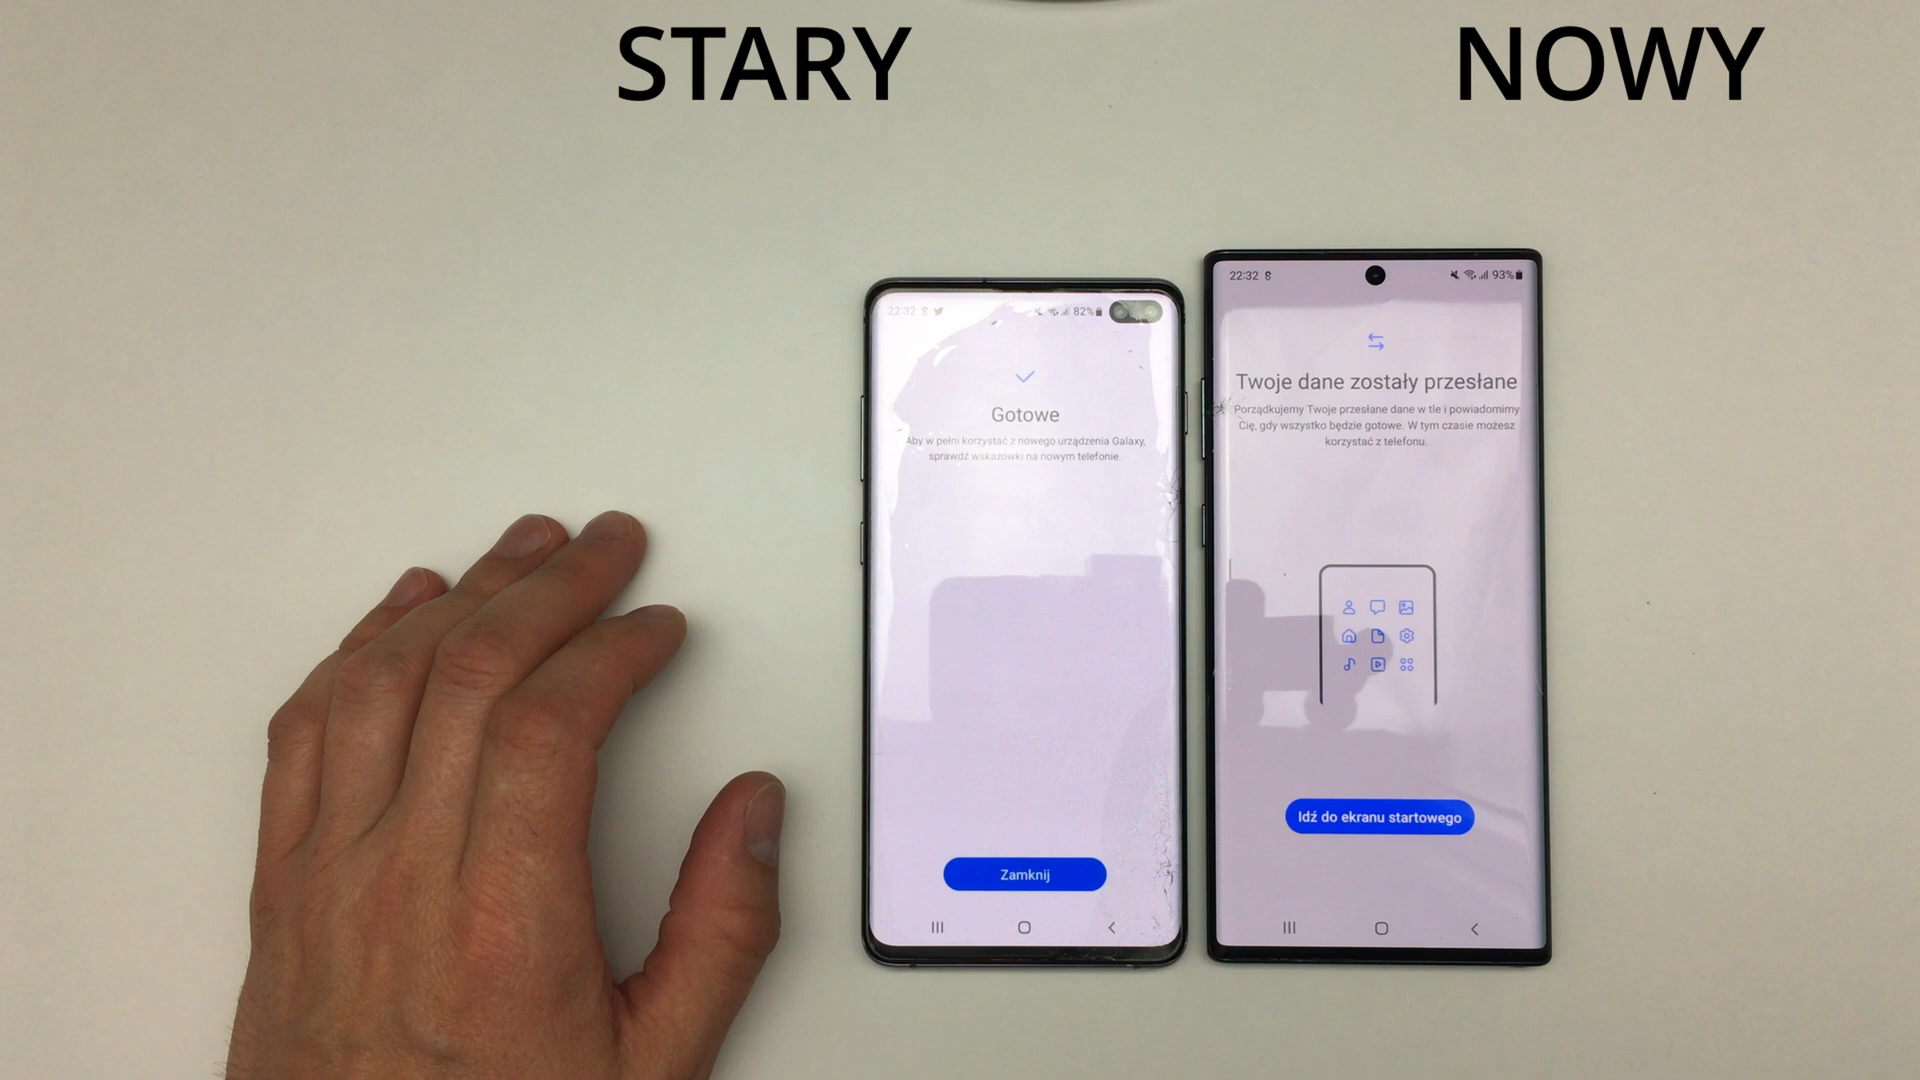 STARY
NOWY
22:32
82%
Gotowe
Aby w pełni korzystać z nowego urządzenia Galaxy,
sprawdź wskazówki na nowym telefonie.
Zamknij
22:32
93%
Twoje dane zostały przesłane
Porządkujemy Twoje przesłane dane w tle i powiadomimy
Cię, gdy wszystko będzie gotowe. W tym czasie możesz
korzystać z telefonu.
Idź do ekranu startowego